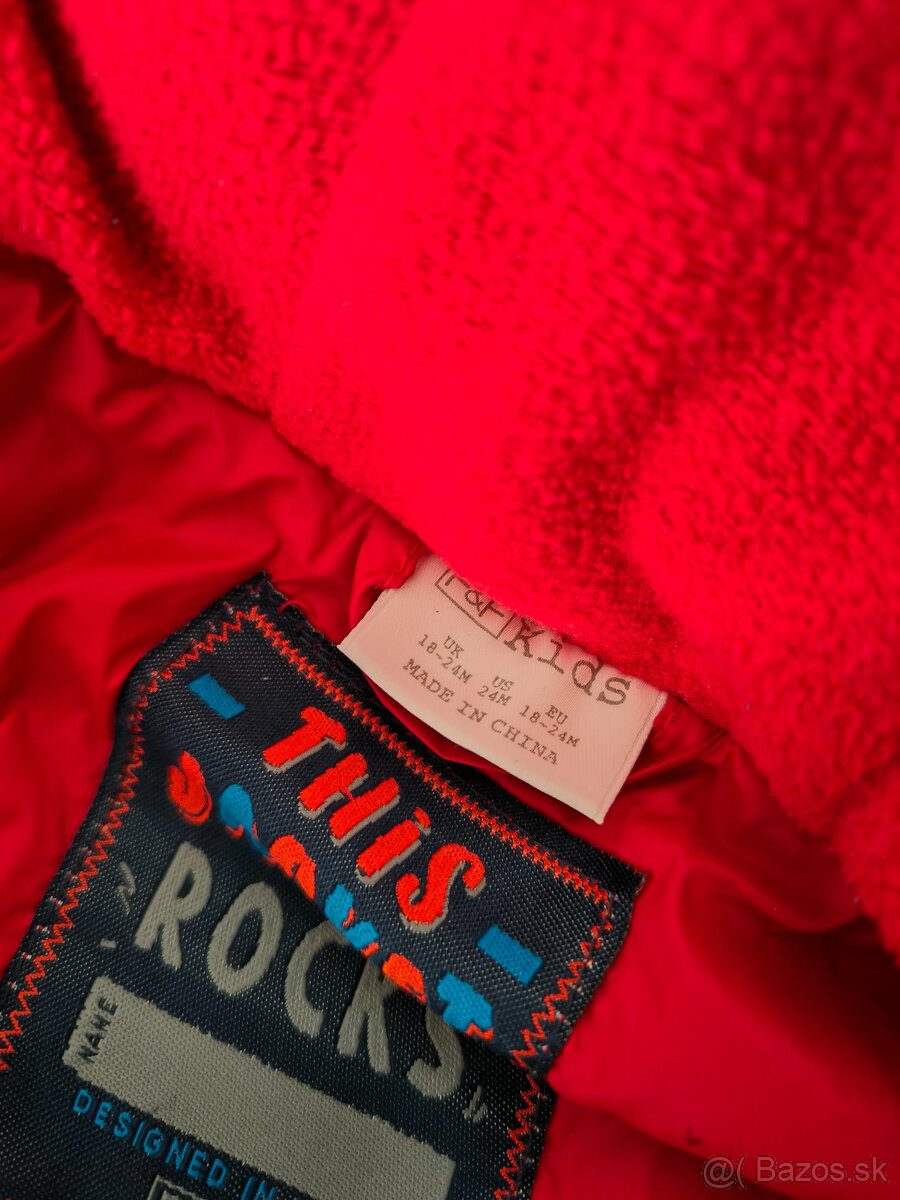 F&F Kids
UK US EU
18-24M 24M 18-24M
MADE IN CHINA
THiS
ROCKS
NAME
DESIGNED IN
@( Bazos.sk